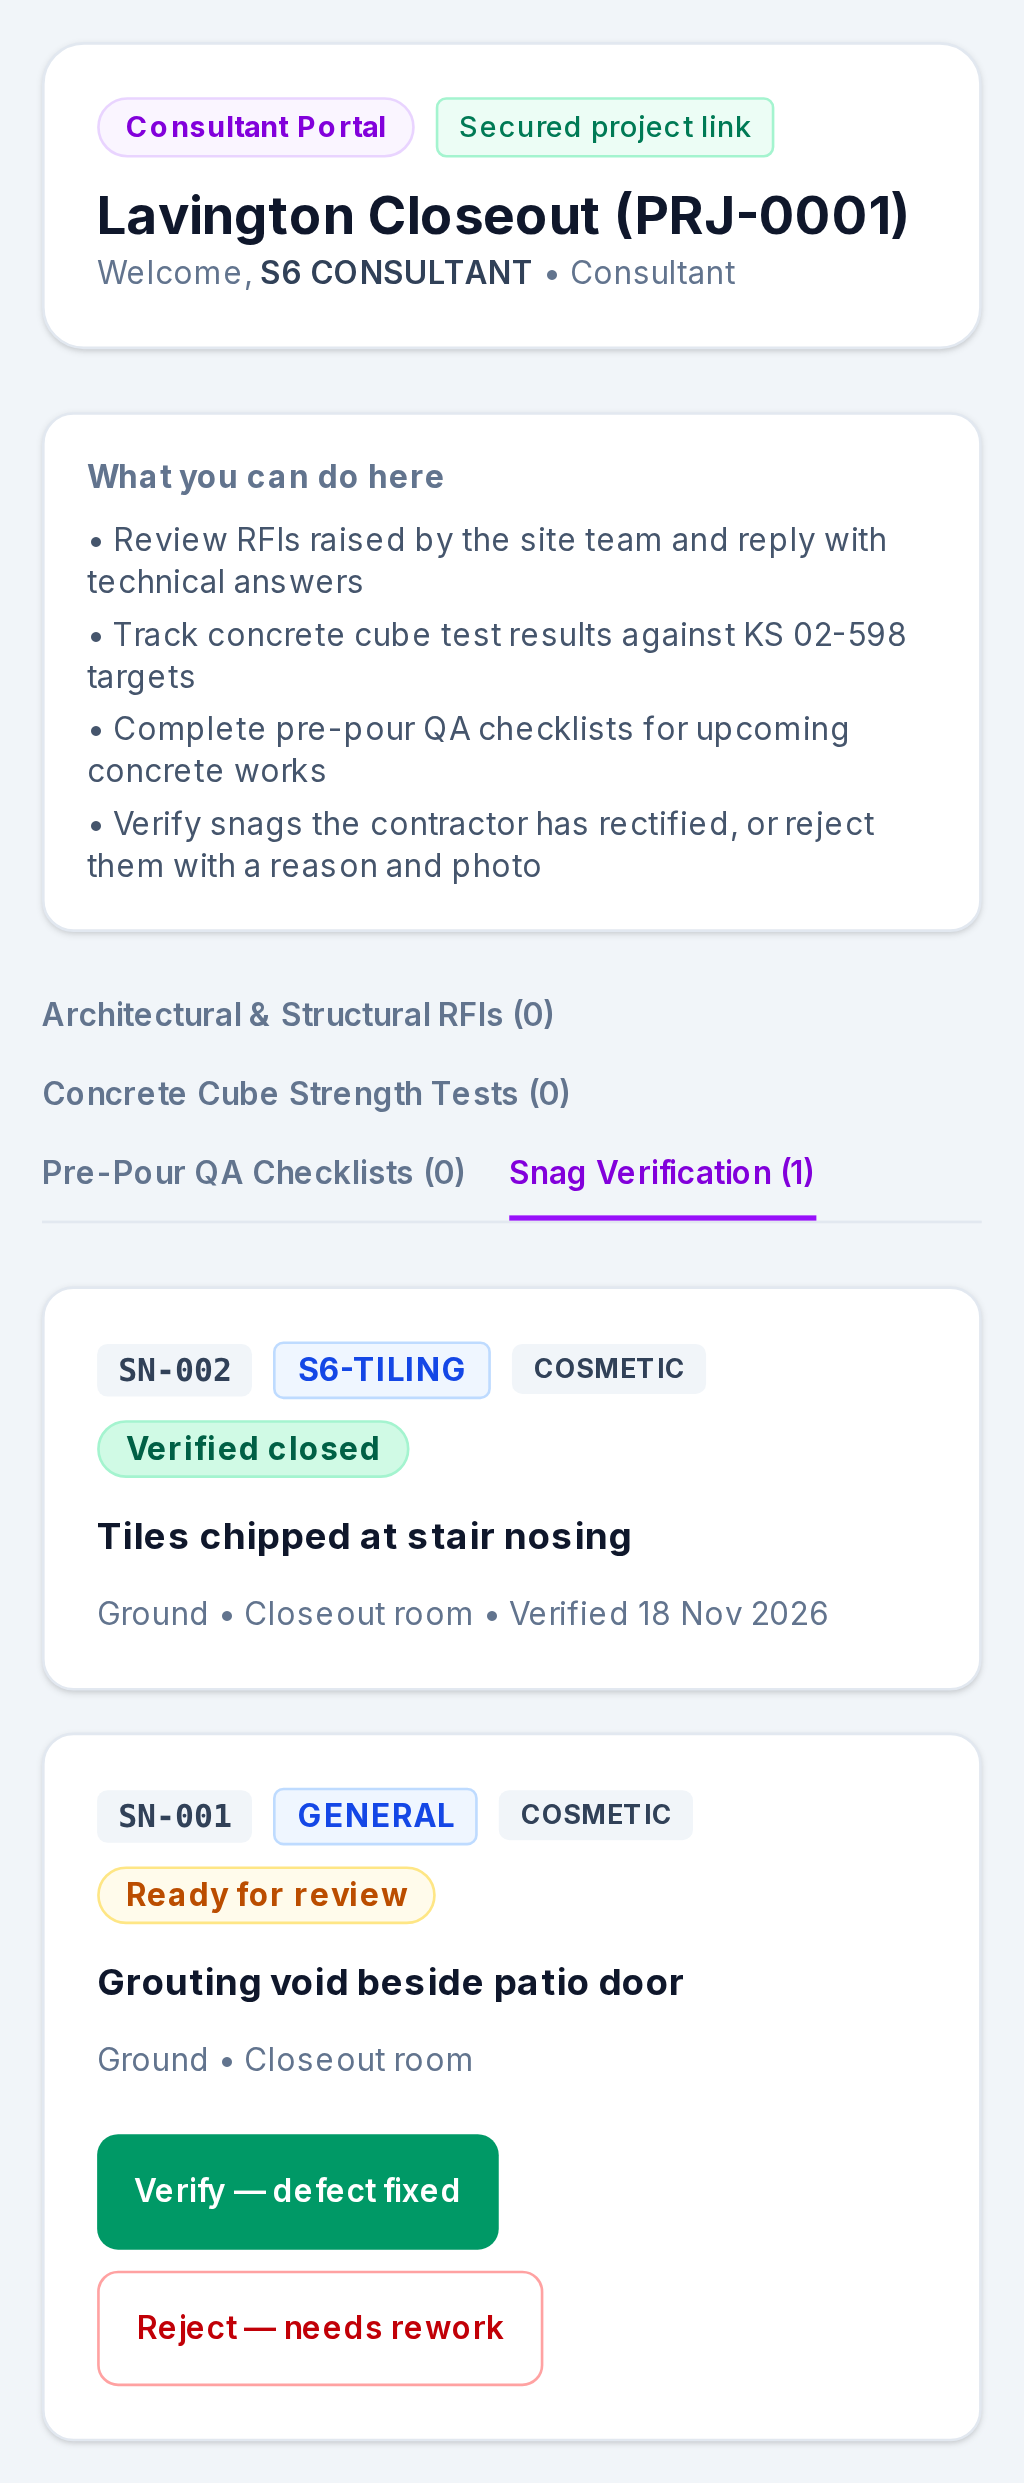 Consultant Portal
Secured project link
Lavington Closeout (PRJ-0001)
Welcome, S6 CONSULTANT • Consultant
What you can do here
• Review RFIs raised by the site team and reply with
technical answers
• Track concrete cube test results against KS 02-598
targets
• Complete pre-pour QA checklists for upcoming
concrete works
• Verify snags the contractor has rectified, or reject
them with a reason and photo
Architectural & Structural RFIs (0)
Concrete Cube Strength Tests (0)
Pre-Pour QA Checklists (0)
Snag Verification (1)
SN-002
S6-TILING
COSMETIC
Verified closed
Tiles chipped at stair nosing
Ground • Closeout room • Verified 18 Nov 2026
SN-001
GENERAL
COSMETIC
Ready for review
Grouting void beside patio door
Ground • Closeout room
Verify — defect fixed
Reject — needs rework